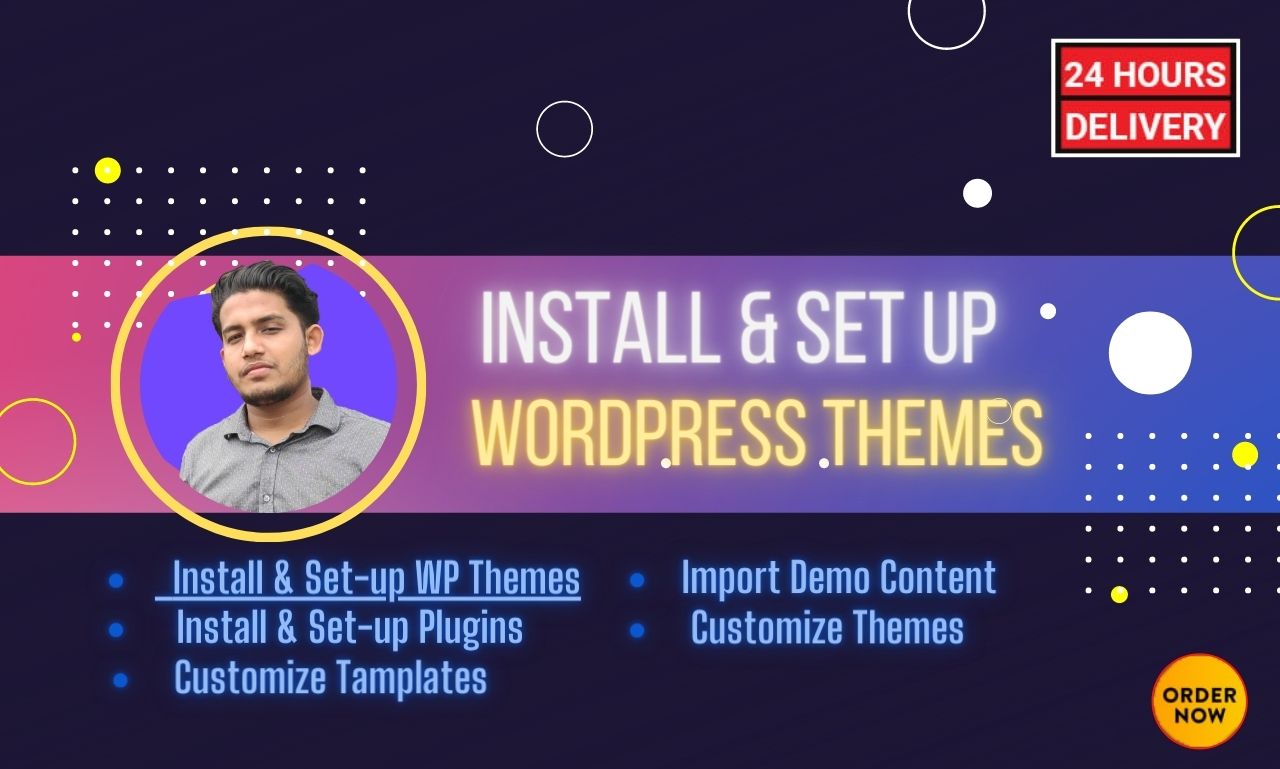 24 HOURS
DELIVERY
INSTALL & SET UP
WORDPRESS THEMES
Install & Set-up WP Themes
Install & Set-up Plugins
Customize Tamplates
Import Demo Content
Customize Themes
ORDER
NOW